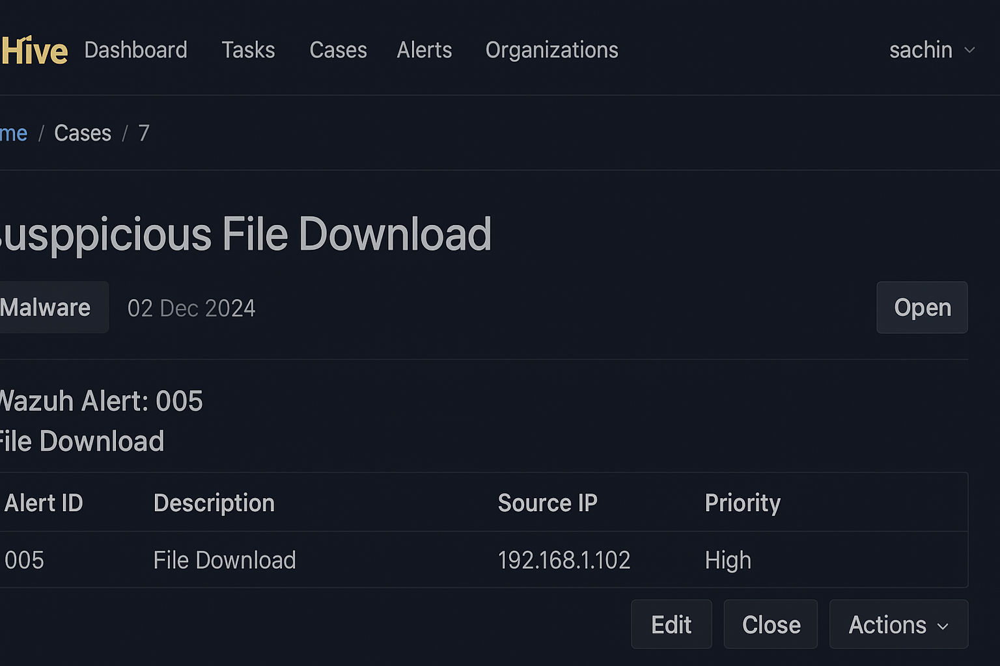 Hive Dashboard Tasks Cases Alerts Organizations sachin
me / Cases / 7
usppicious File Download
Malware 02 Dec 2024 Open
Wazuh Alert: 005
File Download
Alert ID Description Source IP Priority
005 File Download 192.168.1.102 High
Edit Close Actions